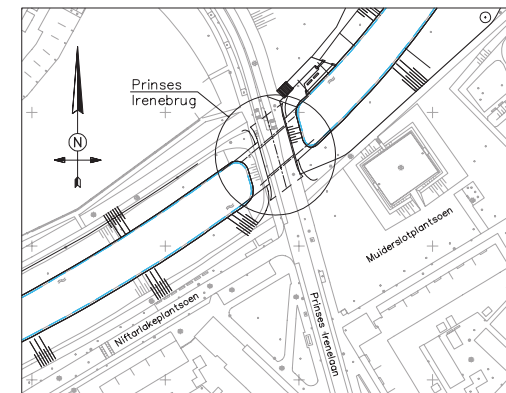 Prinses
Irenebrug
N
Muiderslotplantsoen
Prinses Irenelaan
Niftarlakeplantsoen